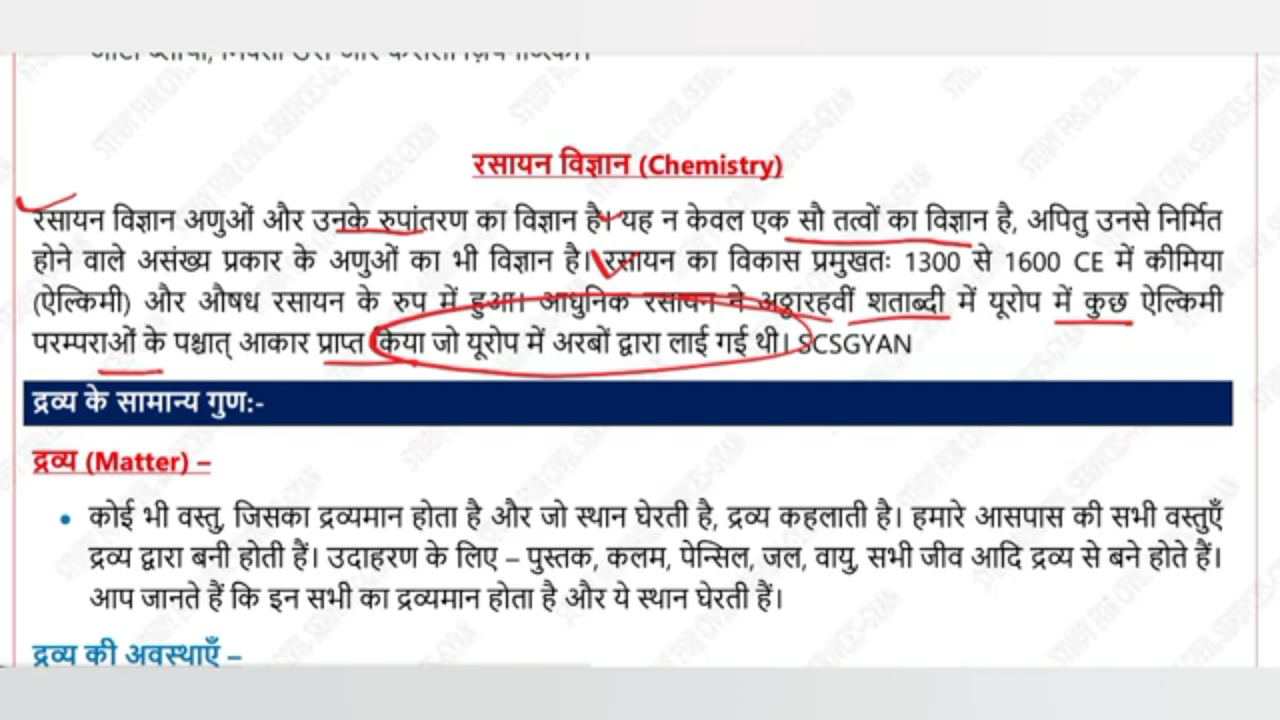 रसायन विज्ञान (Chemistry)
रसायन विज्ञान अणुओं और उनके रुपांतरण का विज्ञान है। यह न केवल एक सौ तत्वों का विज्ञान है, अपितु उनसे निर्मित
होने वाले असंख्य प्रकार के अणुओं का भी विज्ञान है। रसायन का विकास प्रमुखतः 1300 से 1600 CE में कीमिया
(ऐल्किमी) और औषध रसायन के रुप में हुआ। आधुनिक रसायन ने अठ्ठारहवीं शताब्दी में यूरोप में कुछ ऐल्किमी
परम्पराओं के पश्चात् आकार प्राप्त किया जो यूरोप में अरबों द्वारा लाई गई थी। SCSGYAN
द्रव्य के सामान्य गुण:-
द्रव्य (Matter) –
• कोई भी वस्तु, जिसका द्रव्यमान होता है और जो स्थान घेरती है, द्रव्य कहलाती है। हमारे आसपास की सभी वस्तुएँ
द्रव्य द्वारा बनी होती हैं। उदाहरण के लिए – पुस्तक, कलम, पेन्सिल, जल, वायु, सभी जीव आदि द्रव्य से बने होते हैं।
आप जानते हैं कि इन सभी का द्रव्यमान होता है और ये स्थान घेरती हैं।
द्रव्य की अवस्थाएँ –